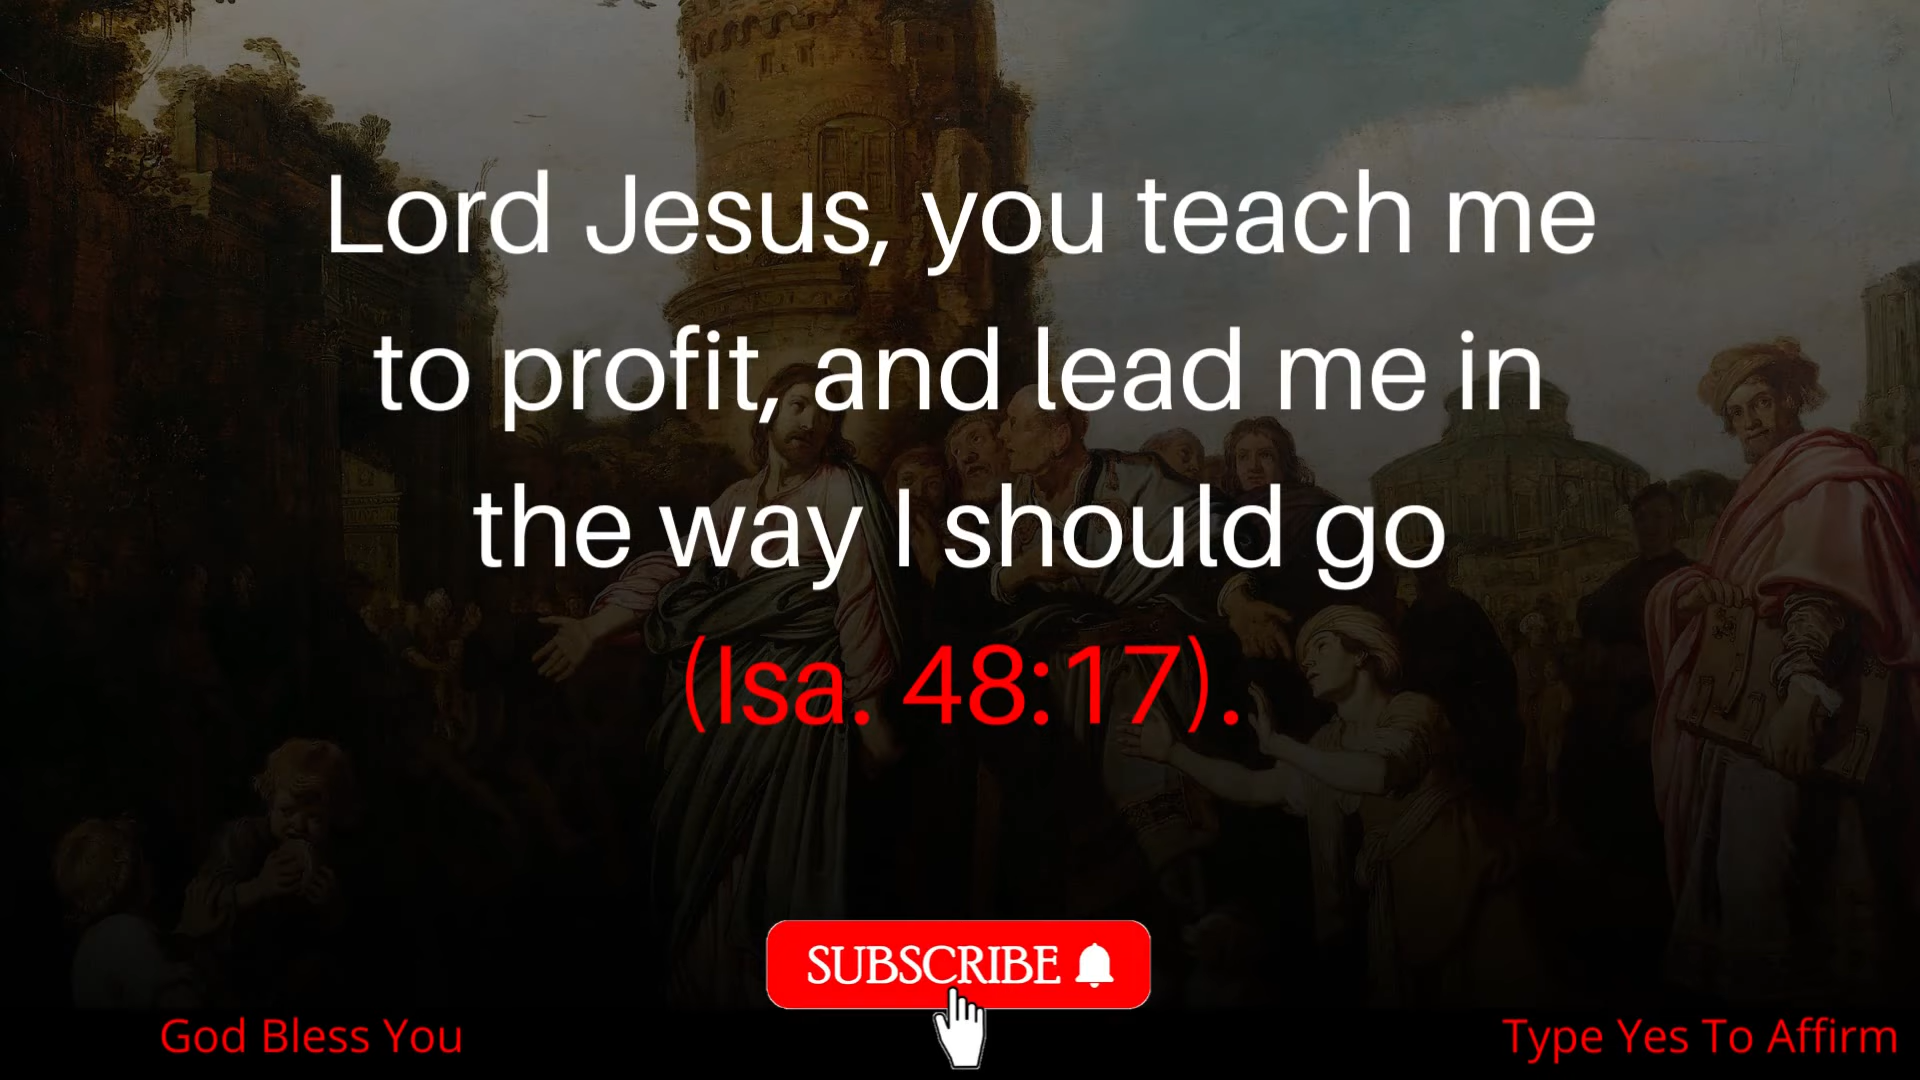 Lord Jesus, you teach me
to profit, and lead me in
the way I should go
(Isa. 48:17).
SUBSCRIBE
God Bless You
Type Yes To Affirm